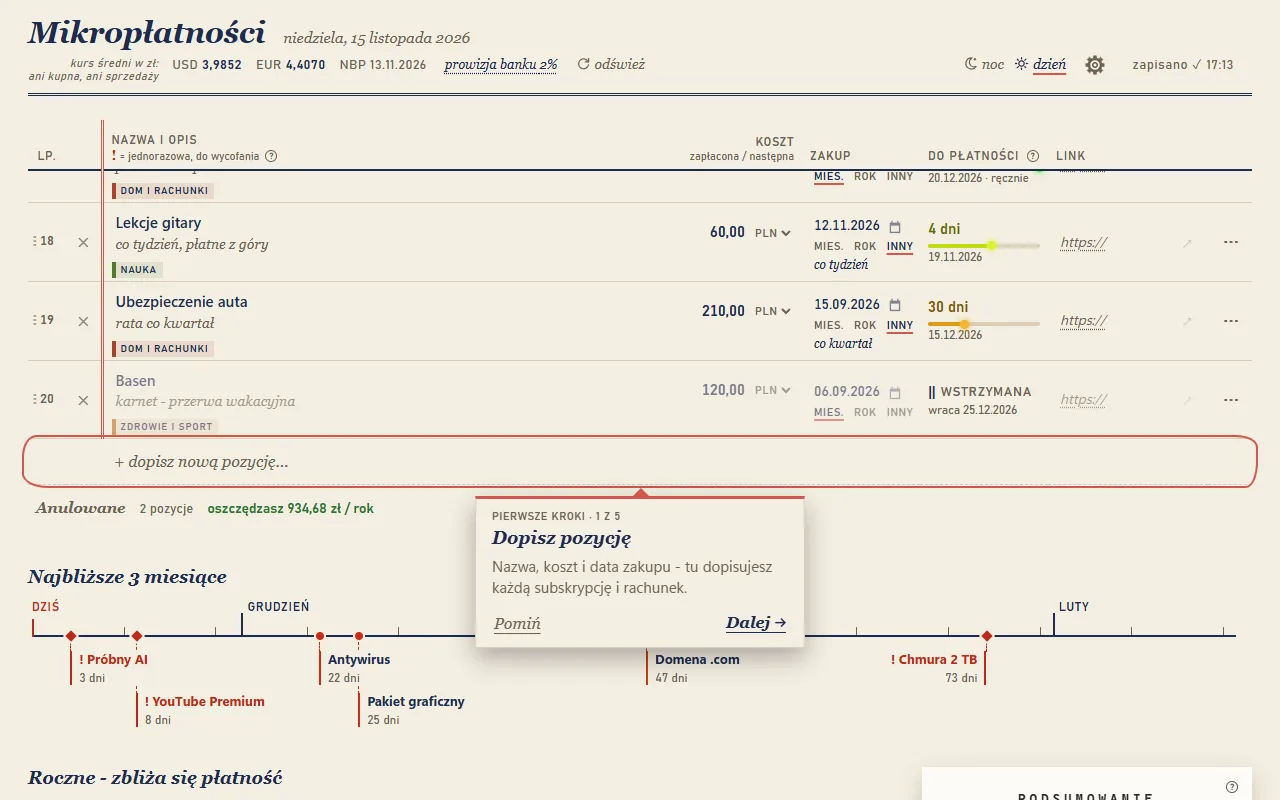 Mikropłatności niedziela, 15 listopada 2026
kurs średni w zł:
ani kupna, ani sprzedaży
USD 3,9852 EUR 4,4070 NBP 13.11.2026 prowizja banku 2% odśwież
noc dzień zapisano ✓ 17:13
LP.
NAZWA I OPIS
! = jednorazowa, do wycofania ?
KOSZT
zapłacona / następna
ZAKUP
DO PŁATNOŚCI ?
LINK
DOM I RACHUNKI
MIES. ROK INNY
20.12.2026 · ręcznie
18 ×
Lekcje gitary
co tydzień, płatne z góry
NAUKA
60,00 PLN
12.11.2026
MIES. ROK INNY
co tydzień
4 dni
19.11.2026
https://
19 ×
Ubezpieczenie auta
rata co kwartał
DOM I RACHUNKI
210,00 PLN
15.09.2026
MIES. ROK INNY
co kwartał
30 dni
15.12.2026
https://
20 ×
Basen
karnet - przerwa wakacyjna
ZDROWIE I SPORT
120,00 PLN
06.09.2026
MIES. ROK INNY
WSTRZYMANA
wraca 25.12.2026
https://
+ dopisz nową pozycję...
Anulowane 2 pozycje oszczędzasz 934,68 zł / rok
PIERWSZE KROKI · 1 Z 5
Dopisz pozycję
Nazwa, koszt i data zakupu - tu dopisujesz
każdą subskrypcję i rachunek.
Pomiń Dalej →
Najbliższe 3 miesiące
DZIŚ GRUDZIEŃ LUTY
! Próbny AI
3 dni
! YouTube Premium
8 dni
Antywirus
22 dni
Pakiet graficzny
25 dni
Domena .com
47 dni
! Chmura 2 TB
73 dni
Roczne - zbliża się płatność
?
PODSUMOWANIE